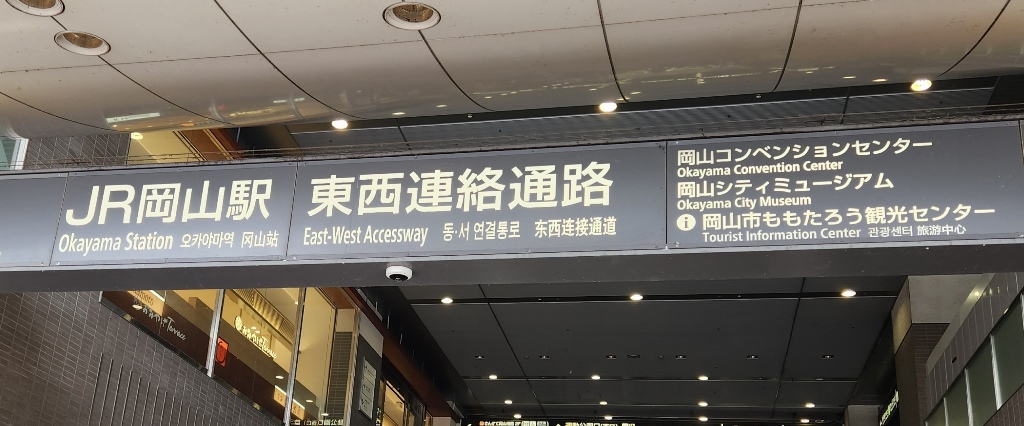 JR岡山駅
Okayama Station 오카야마역 冈山站
東西連絡通路
East-West Accessway 동·서 연결통로 东西连接通道
岡山コンベンションセンター
Okayama Convention Center
岡山シティミュージアム
Okayama City Museum
i 岡山市ももたろう観光センター
Tourist Information Center 관광센터 旅游中心